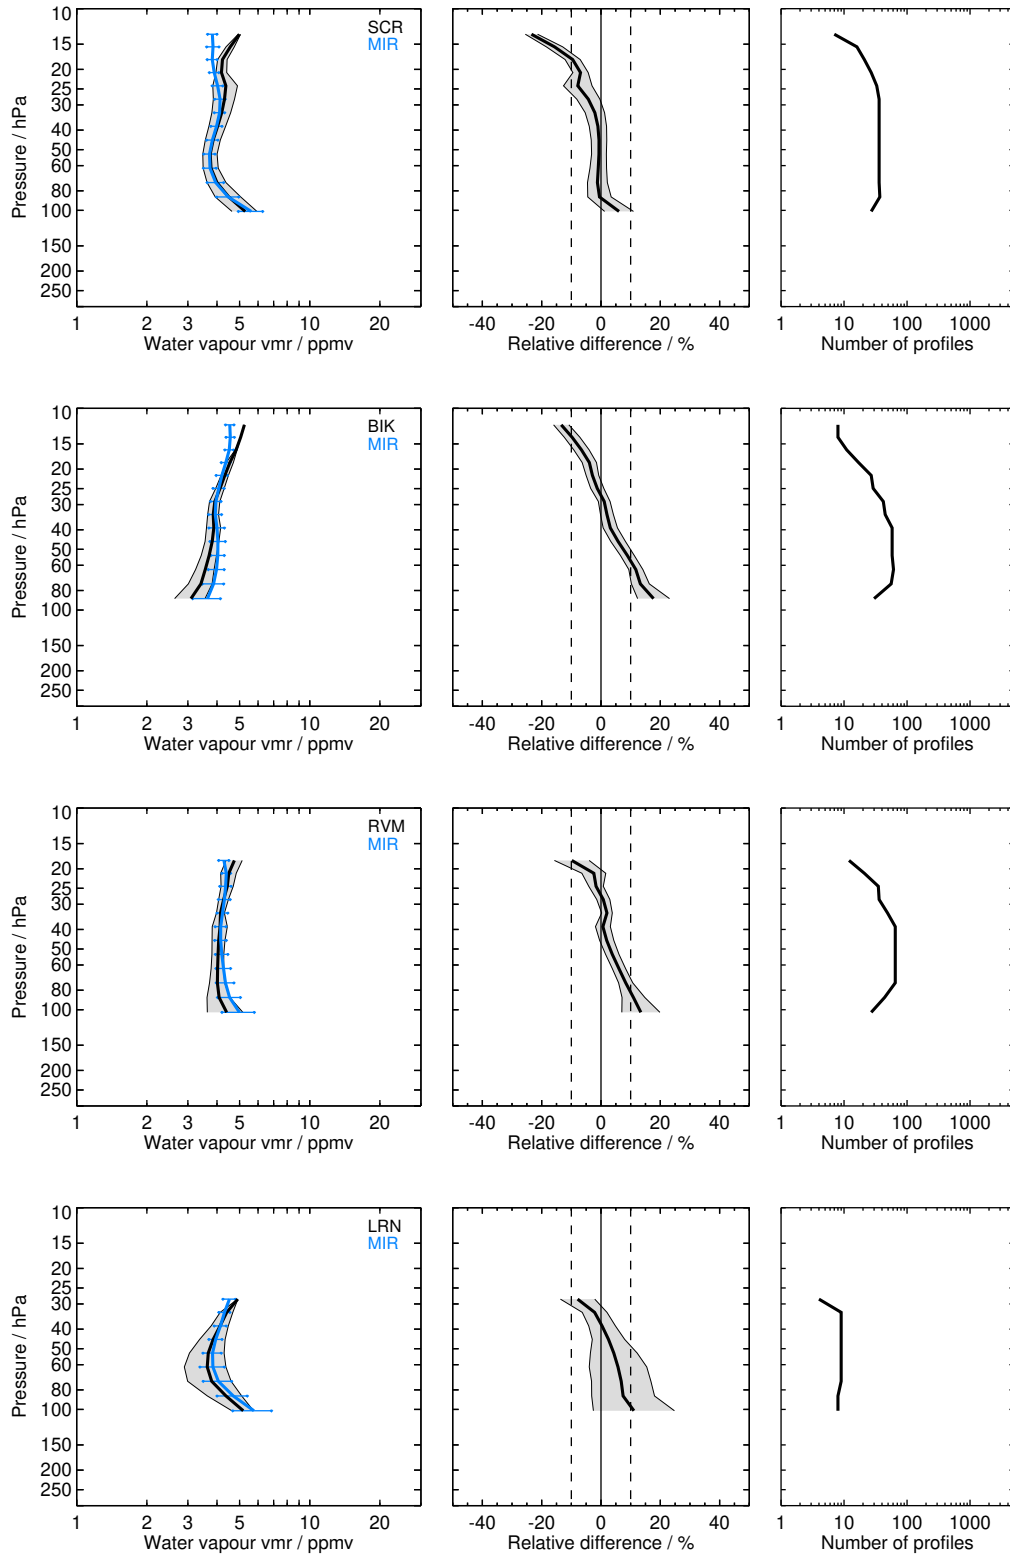 10
15
20
25
30
40
50
60
80
100
150
200
250
Pressure / hPa
SCR
MIR
1 2 3 5 10 20
Water vapour vmr / ppmv
-40 -20 0 20 40
Relative difference / %
1 10 100 1000
Number of profiles
10
15
20
25
30
40
50
60
80
100
150
200
250
Pressure / hPa
BIK
MIR
1 2 3 5 10 20
Water vapour vmr / ppmv
-40 -20 0 20 40
Relative difference / %
1 10 100 1000
Number of profiles
10
15
20
25
30
40
50
60
80
100
150
200
250
Pressure / hPa
RVM
MIR
1 2 3 5 10 20
Water vapour vmr / ppmv
-40 -20 0 20 40
Relative difference / %
1 10 100 1000
Number of profiles
10
15
20
25
30
40
50
60
80
100
150
200
250
Pressure / hPa
LRN
MIR
1 2 3 5 10 20
Water vapour vmr / ppmv
-40 -20 0 20 40
Relative difference / %
1 10 100 1000
Number of profiles